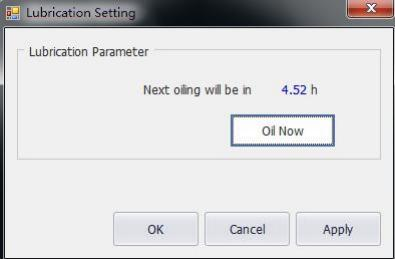 Lubrication Setting
x
Lubrication Parameter
Next oiling will be in 4.52 h
Oil Now
OK Cancel Apply